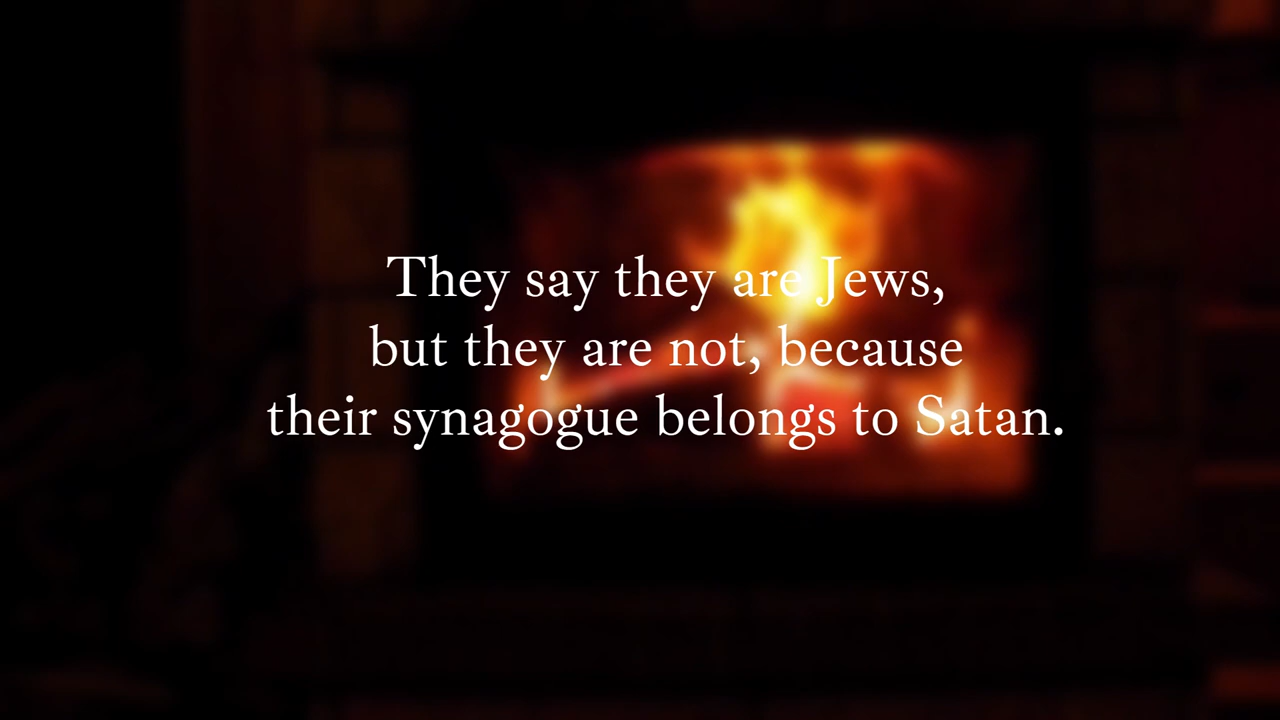 They say they are Jews,
but they are not, because
their synagogue belongs to Satan.